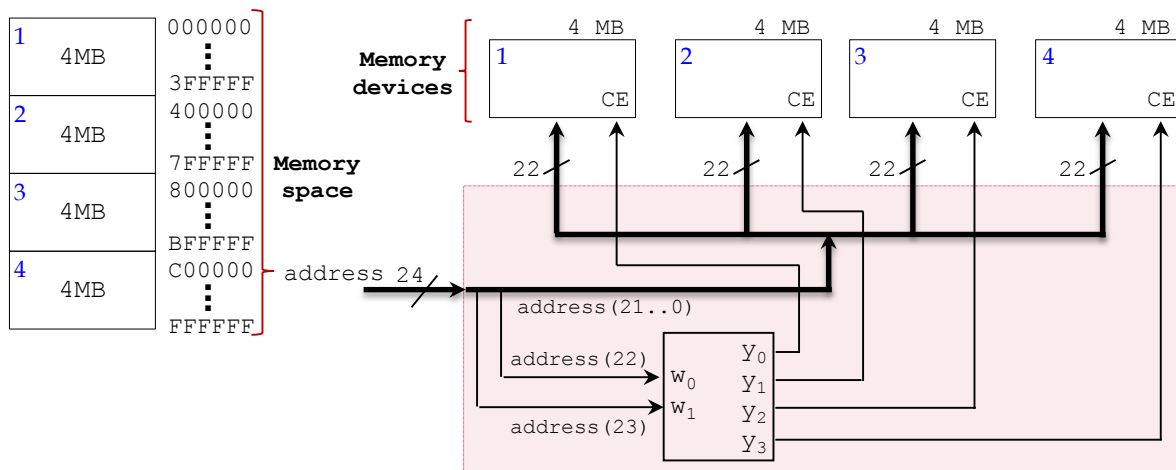 1
4MB
000000
3FFFFF
2
4MB
400000
7FFFFF
3
4MB
800000
BFFFFF
4
4MB
C00000
FFFFFF
Memory
space
Memory
devices
4 MB
1
CE
4 MB
2
CE
4 MB
3
CE
4 MB
4
CE
22
22
22
22
address 24
address(21..0)
address(22)
address(23)
w0
w1
y0
y1
y2
y3